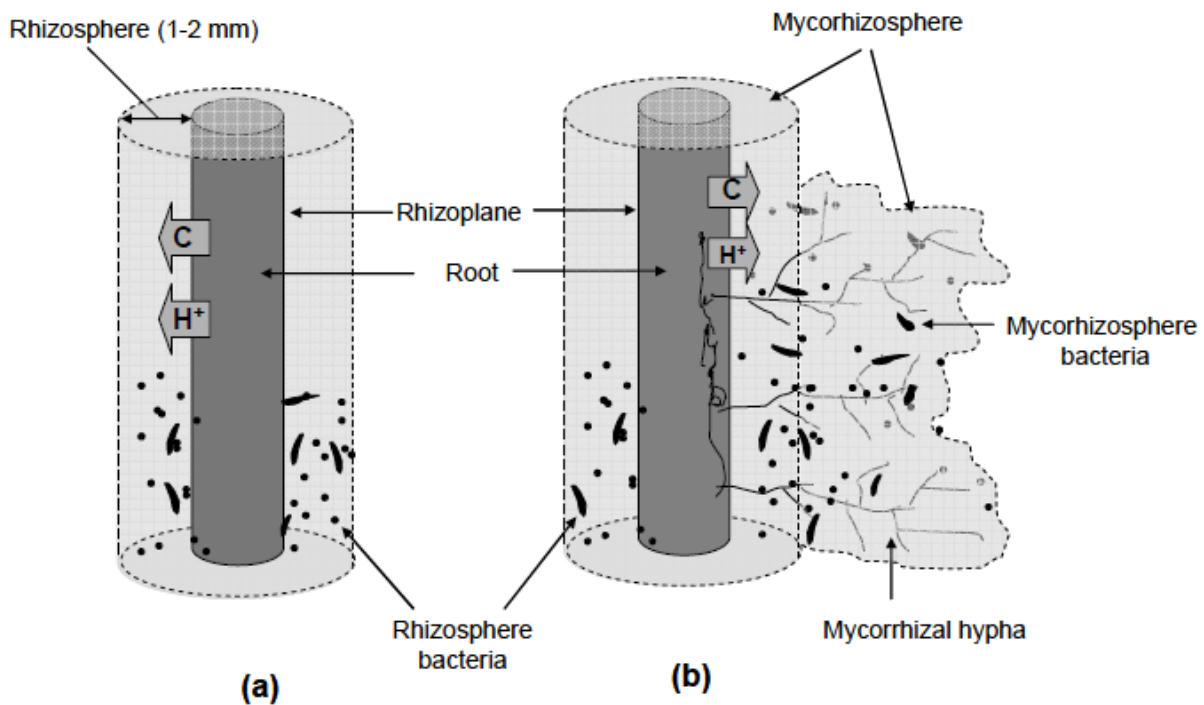 Rhizosphere (1-2 mm)
Mycorhizosphere
C
H+
Rhizoplane
Root
C
H+
Mycorhizosphere
bacteria
Rhizosphere
bacteria
Mycorrhizal hypha
(a)
(b)